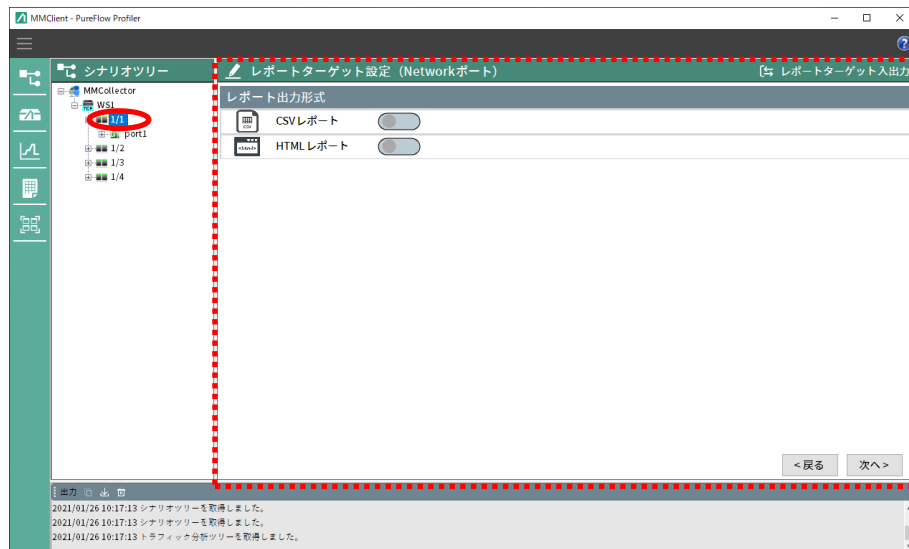 MMClient - PureFlow Profiler
シナリオツリー
レポートターゲット設定（Networkポート）
レポートターゲット入出力
MMCollector
WS1
1/1
port1
1/2
1/3
1/4
レポート出力形式
CSVレポート
HTMLレポート
<戻る
次へ>
出力
2021/01/26 10:17:13 シナリオツリーを取得しました。
2021/01/26 10:17:13 シナリオツリーを取得しました。
2021/01/26 10:17:13 トラフィック分析ツリーを取得しました。